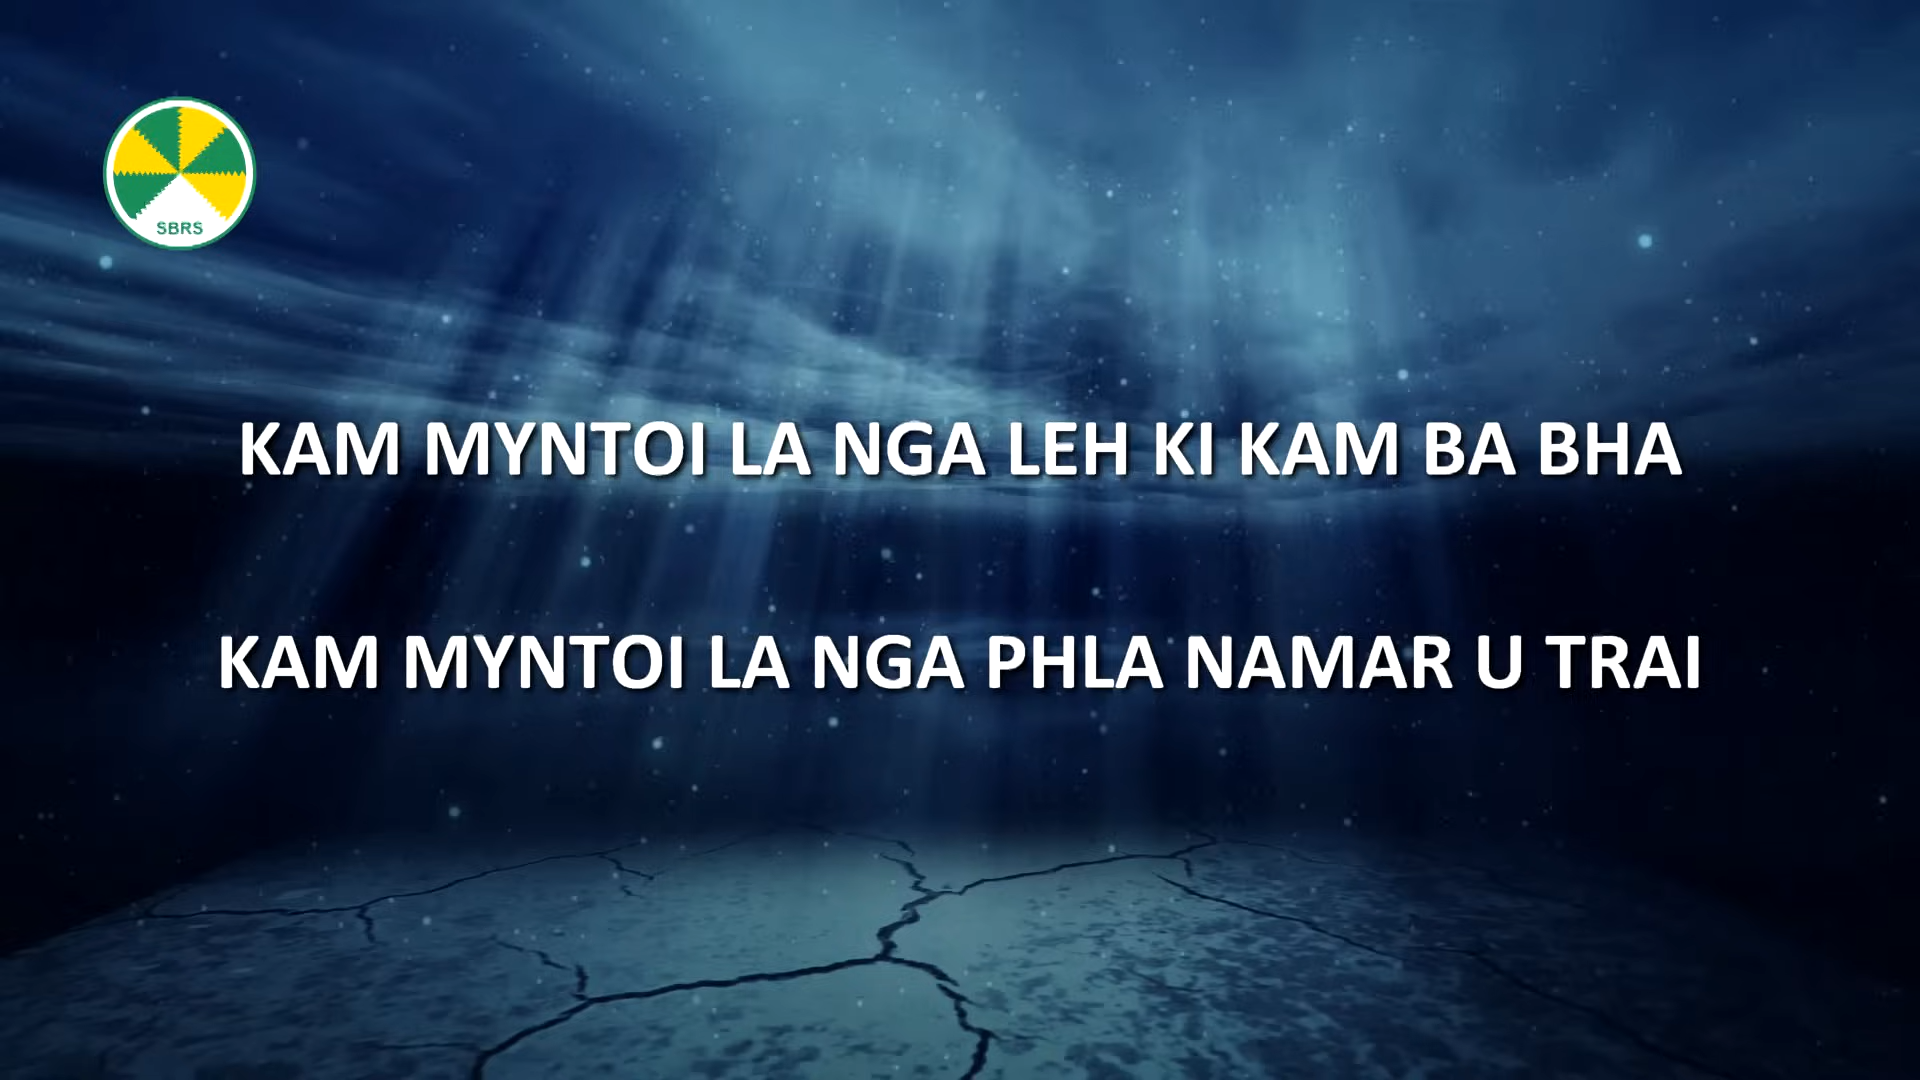 SBRS
KAM MYNTOI LA NGA LEH KI KAM BA BHA
KAM MYNTOI LA NGA PHLA NAMAR U TRAI